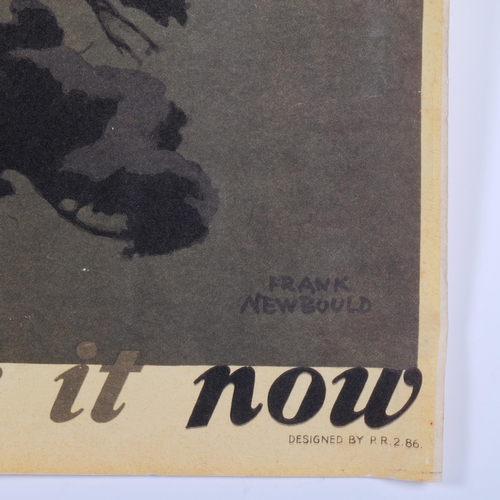 FRANK
NEWBOULD
it now
DESIGNED BY P.R.2.86.